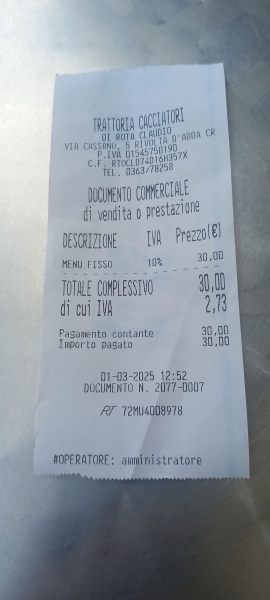 TRATTORIA CACCIATORI
DI ROTA CLAUDIO
VIA CASSANO, 5 RIVOLTA D'ADDA CR
P.IVA 01545750190
C.F. RTOCLD74D16H357X
TEL. 0363/78258
DOCUMENTO COMMERCIALE
di vendita o prestazione
DESCRIZIONE IVA Prezzo(€)
MENU FISSO 10% 30,00
TOTALE COMPLESSIVO 30,00
di cui IVA 2,73
Pagamento contante 30,00
Importo pagato 30,00
01-03-2025 12:52
DOCUMENTO N. 2077-0007
RT 72MU4008978
#OPERATORE: amministratore